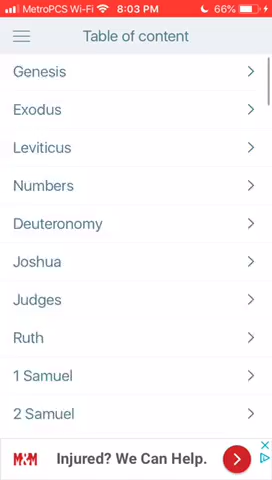 MetroPCS Wi-Fi 8:03 PM 66%
Table of content
Genesis
Exodus
Leviticus
Numbers
Deuteronomy
Joshua
Judges
Ruth
1 Samuel
2 Samuel
M&M Injured? We Can Help.